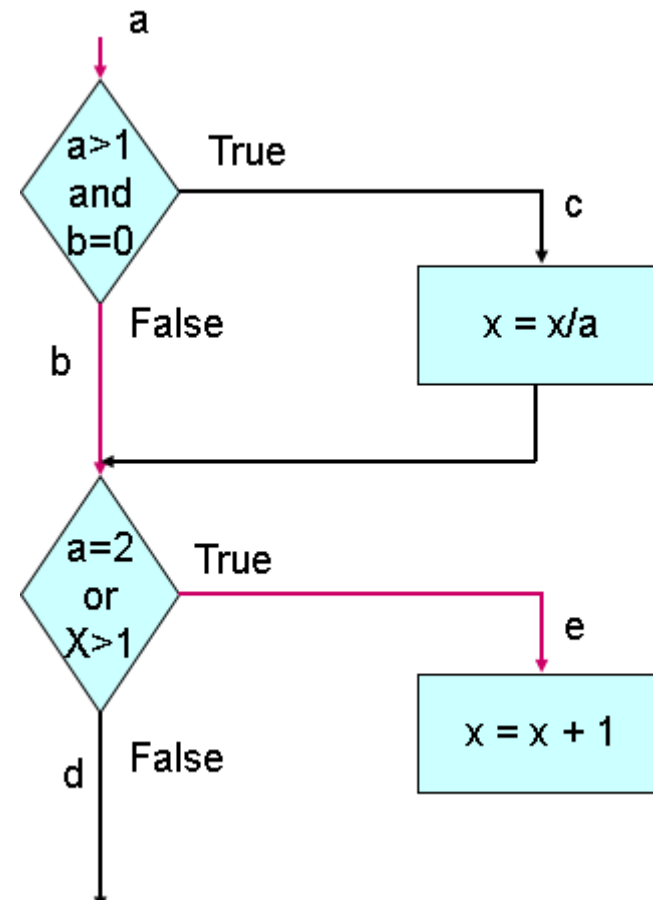 a
a>1
and
b=0
True
c
x = x/a
False
b
a=2
or
X>1
True
e
x = x + 1
False
d